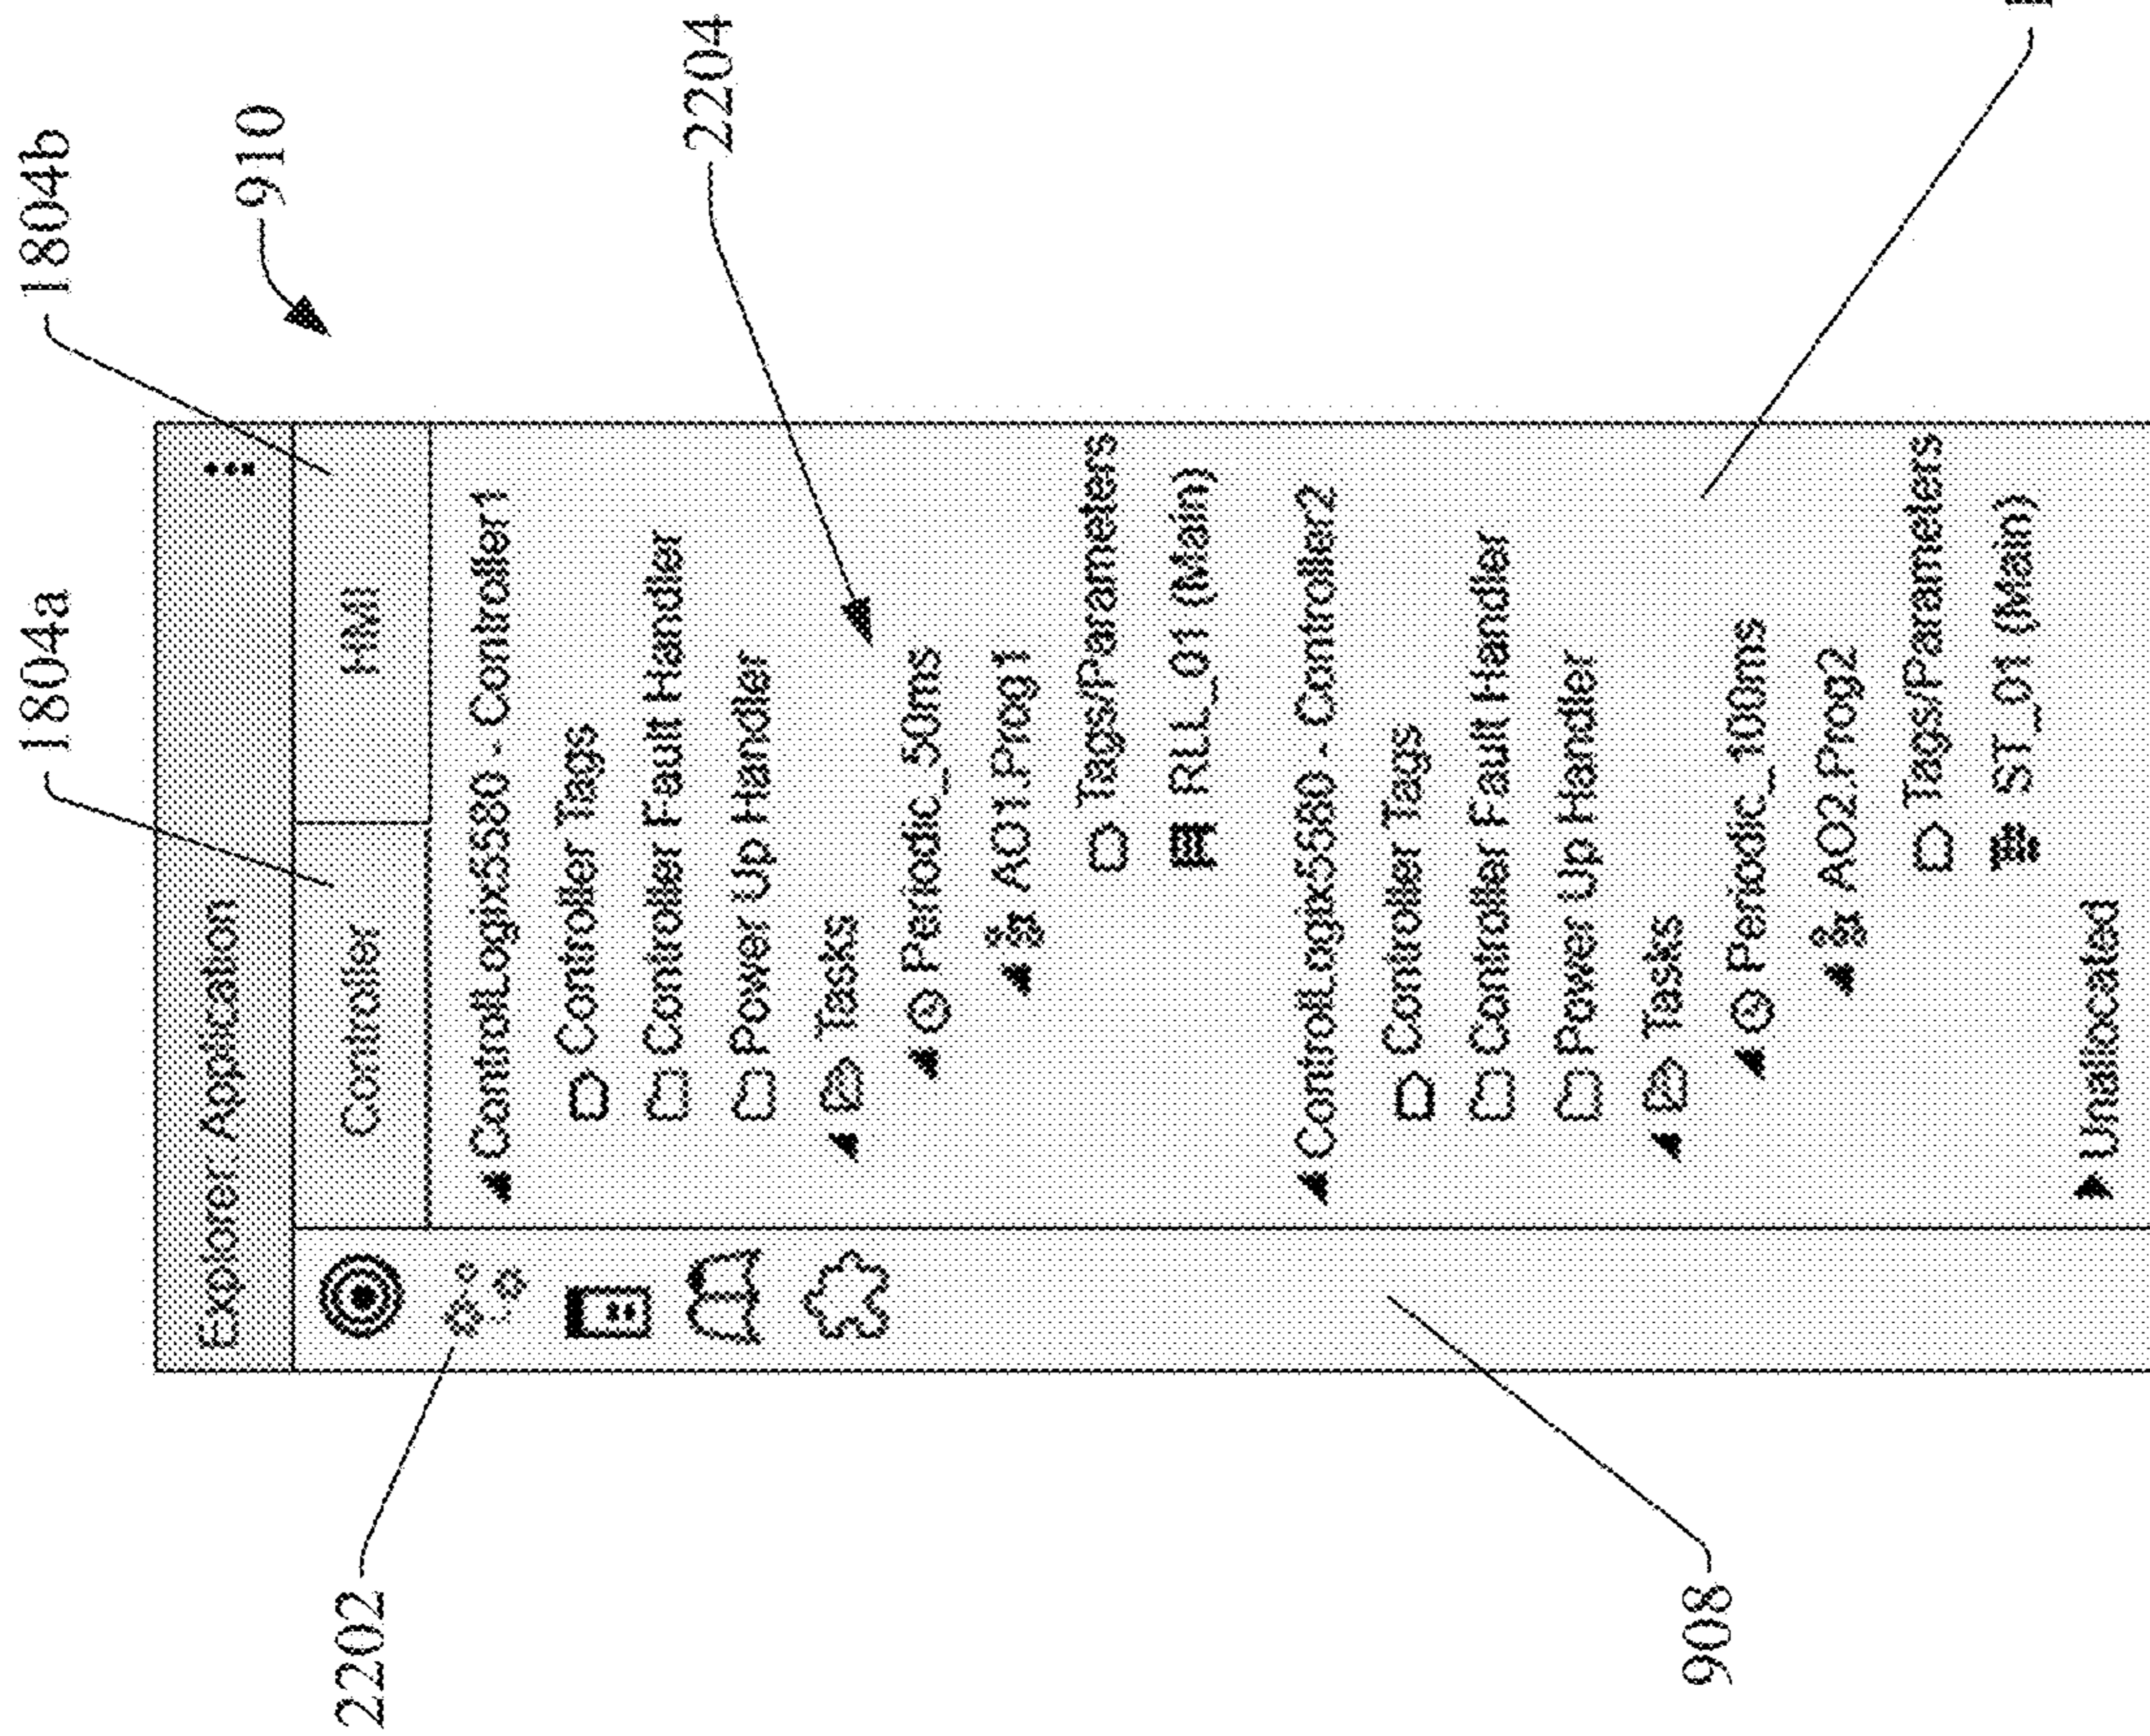 1804a
1804b
910
2204
2202
908
Explorer Application
Controller
HMI
ControlLogix5580 - Controller1
Controller Tags
Controller Fault Handler
Power Up Handler
Tasks
Periodic_50ms
AO1.Prog1
Tags/Parameters
RLL_01 (Main)
ControlLogix5580 - Controller2
Controller Tags
Controller Fault Handler
Power Up Handler
Tasks
Periodic_100ms
AO2.Prog2
Tags/Parameters
ST_01 (Main)
Unallocated